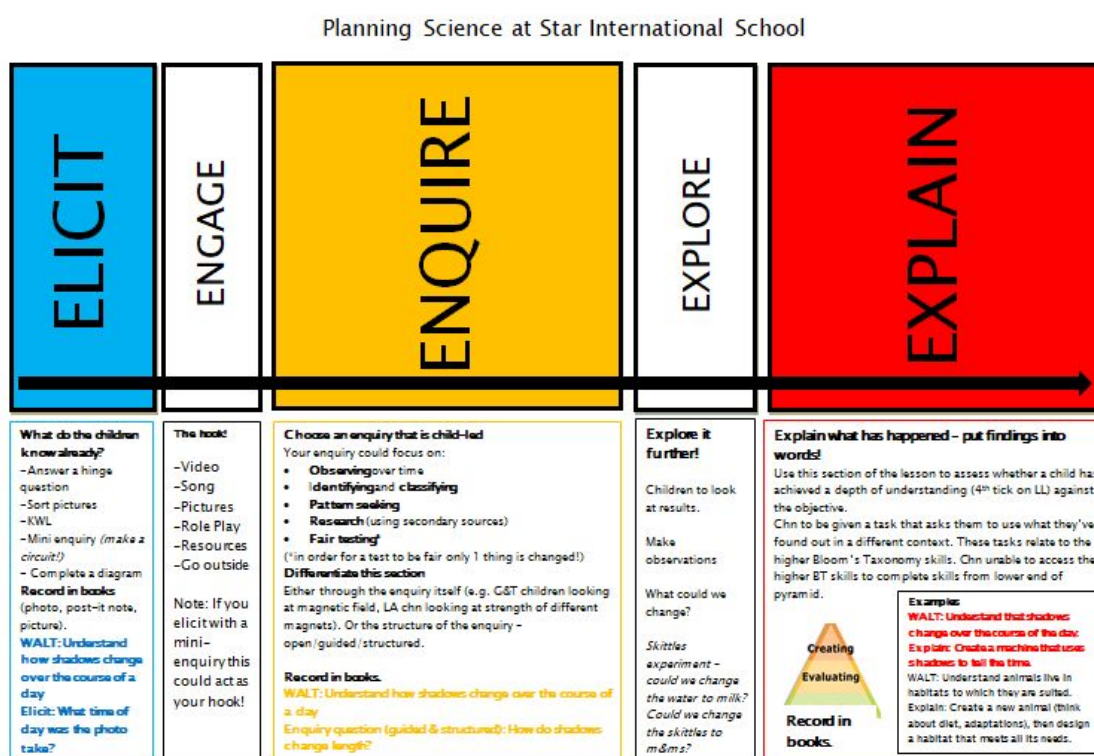 Planning Science at Star International School
ELICIT
ENGAGE
ENQUIRE
EXPLORE
EXPLAIN
What do the children
know already?
-Answer a hinge
question
-Sort pictures
-KWL
-Mini enquiry (make a
circuit!)
- Complete a diagram
Record in books
(photo, post-it note,
picture).
WALT: Understand
how shadows change
over the course of a
day
Elicit: What time of
day was the photo
take?
The hook!
-Video
-Song
-Pictures
-Role Play
-Resources
-Go outside
Note: If you
elicit with a
mini-
enquiry this
could act as
your hook!
Choose an enquiry that is child-led
Your enquiry could focus on:
• Observing over time
• Identifying and classifying
• Pattern seeking
• Research (using secondary sources)
• Fair testing*
(*in order for a test to be fair only 1 thing is changed!)
Differentiate this section
Either through the enquiry itself (e.g. G&T children looking
at magnetic field, LA chn looking at strength of different
magnets). Or the structure of the enquiry -
open/guided/structured.
Record in books.
WALT: Understand how shadows change over the course of
a day
Enquiry question (guided & structured): How do shadows
change length?
Explore it
further!
Children to look
at results.
Make
observations
What could we
change?
Skittles
experiment -
could we change
the water to milk?
Could we change
the skittles to
m&ms?
Explain what has happened - put findings into
words!
Use this section of the lesson to assess whether a child has
achieved a depth of understanding (4th tick on LL) against
the objective.
Chn to be given a task that asks them to use what they've
found out in a different context. These tasks relate to the
higher Bloom's Taxonomy skills. Chn unable to access the
higher BT skills to complete skills from lower end of
pyramid.
Creating
Evaluating
Record in
books.
Examples
WALT: Understand that shadows
change over the course of the day.
Explain: Create a machine that uses
shadows to tell the time.
WALT: Understand animals live in
habitats to which they are suited.
Explain: Create a new animal (think
about diet, adaptations), then design
a habitat that meets all its needs.